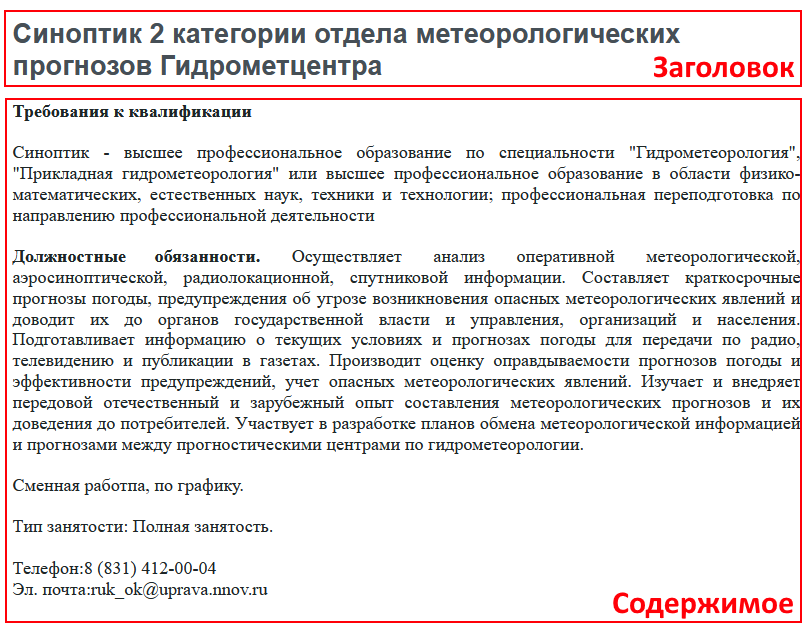 Синоптик 2 категории отдела метеорологических
прогнозов Гидрометцентра
Заголовок
Требования к квалификации
Синоптик - высшее профессиональное образование по специальности "Гидрометеорология",
"Прикладная гидрометеорология" или высшее профессиональное образование в области физико-
математических, естественных наук, техники и технологии; профессиональная переподготовка по
направлению профессиональной деятельности
Должностные обязанности. Осуществляет анализ оперативной метеорологической,
аэросиноптической, радиолокационной, спутниковой информации. Составляет краткосрочные
прогнозы погоды, предупреждения об угрозе возникновения опасных метеорологических явлений и
доводит их до органов государственной власти и управления, организаций и населения.
Подготавливает информацию о текущих условиях и прогнозах погоды для передачи по радио,
телевидению и публикации в газетах. Производит оценку оправдываемости прогнозов погоды и
эффективности предупреждений, учет опасных метеорологических явлений. Изучает и внедряет
передовой отечественный и зарубежный опыт составления метеорологических прогнозов и их
доведения до потребителей. Участвует в разработке планов обмена метеорологической информацией
и прогнозами между прогностическими центрами по гидрометеорологии.
Сменная работпа, по графику.
Тип занятости: Полная занятость.
Телефон:8 (831) 412-00-04
Эл. почта:ruk_ok@uprava.nnov.ru
Содержимое